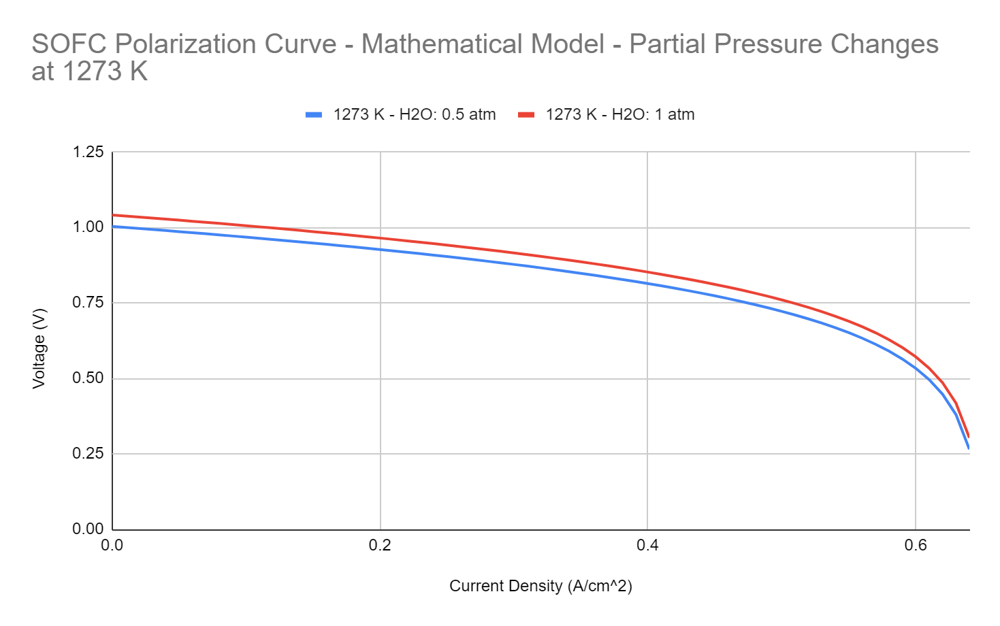 SOFC Polarization Curve - Mathematical Model - Partial Pressure Changes
at 1273 K
1273 K - H2O: 0.5 atm
1273 K - H2O: 1 atm
1.25
1.00
0.75
0.50
0.25
0.00
Voltage (V)
0.0
0.2
0.4
0.6
Current Density (A/cm^2)